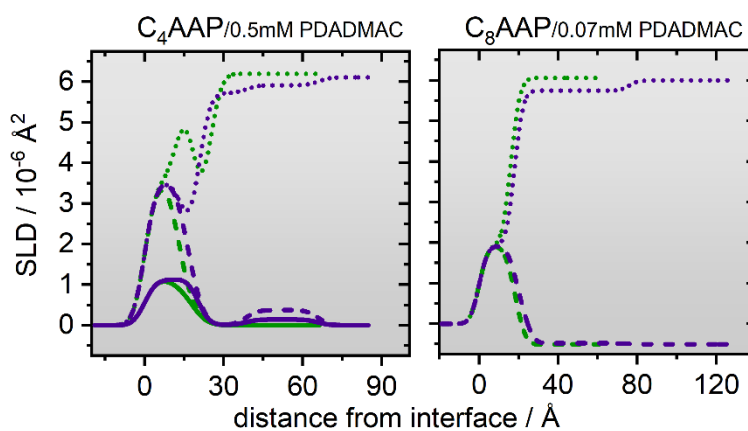 C₄AAP/0.5mM PDADMAC
C₈AAP/0.07mM PDADMAC
SLD / 10⁻⁶ Å²
6
5
4
3
2
1
0
0 30 60 90
0 40 80 120
distance from interface / Å